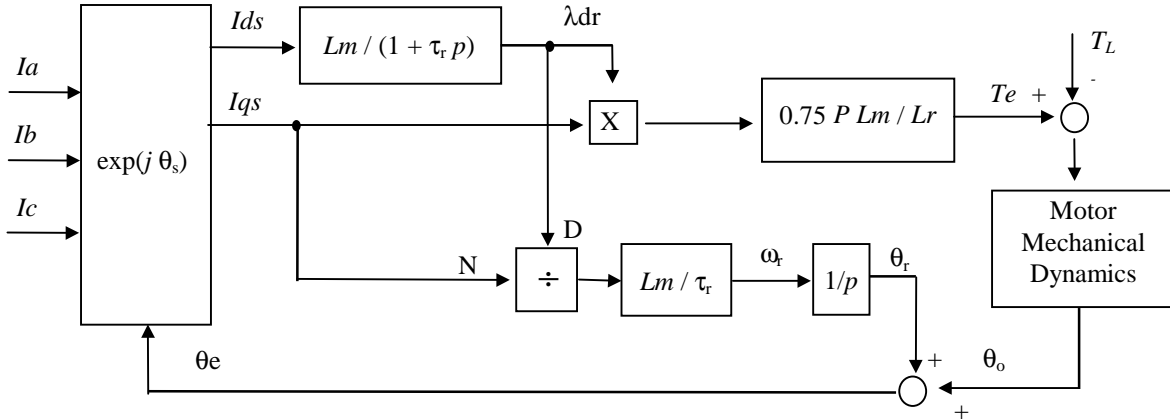 Ids
λdr
Lm / (1 + τr p)
TL
-
Ia
Iqs
Te +
X
0.75 P Lm / Lr
Ib
exp(j θs)
Ic
Motor
Mechanical
Dynamics
D
N
÷
Lm / τr
ωr
1/p
θr
θe
+
θo
+